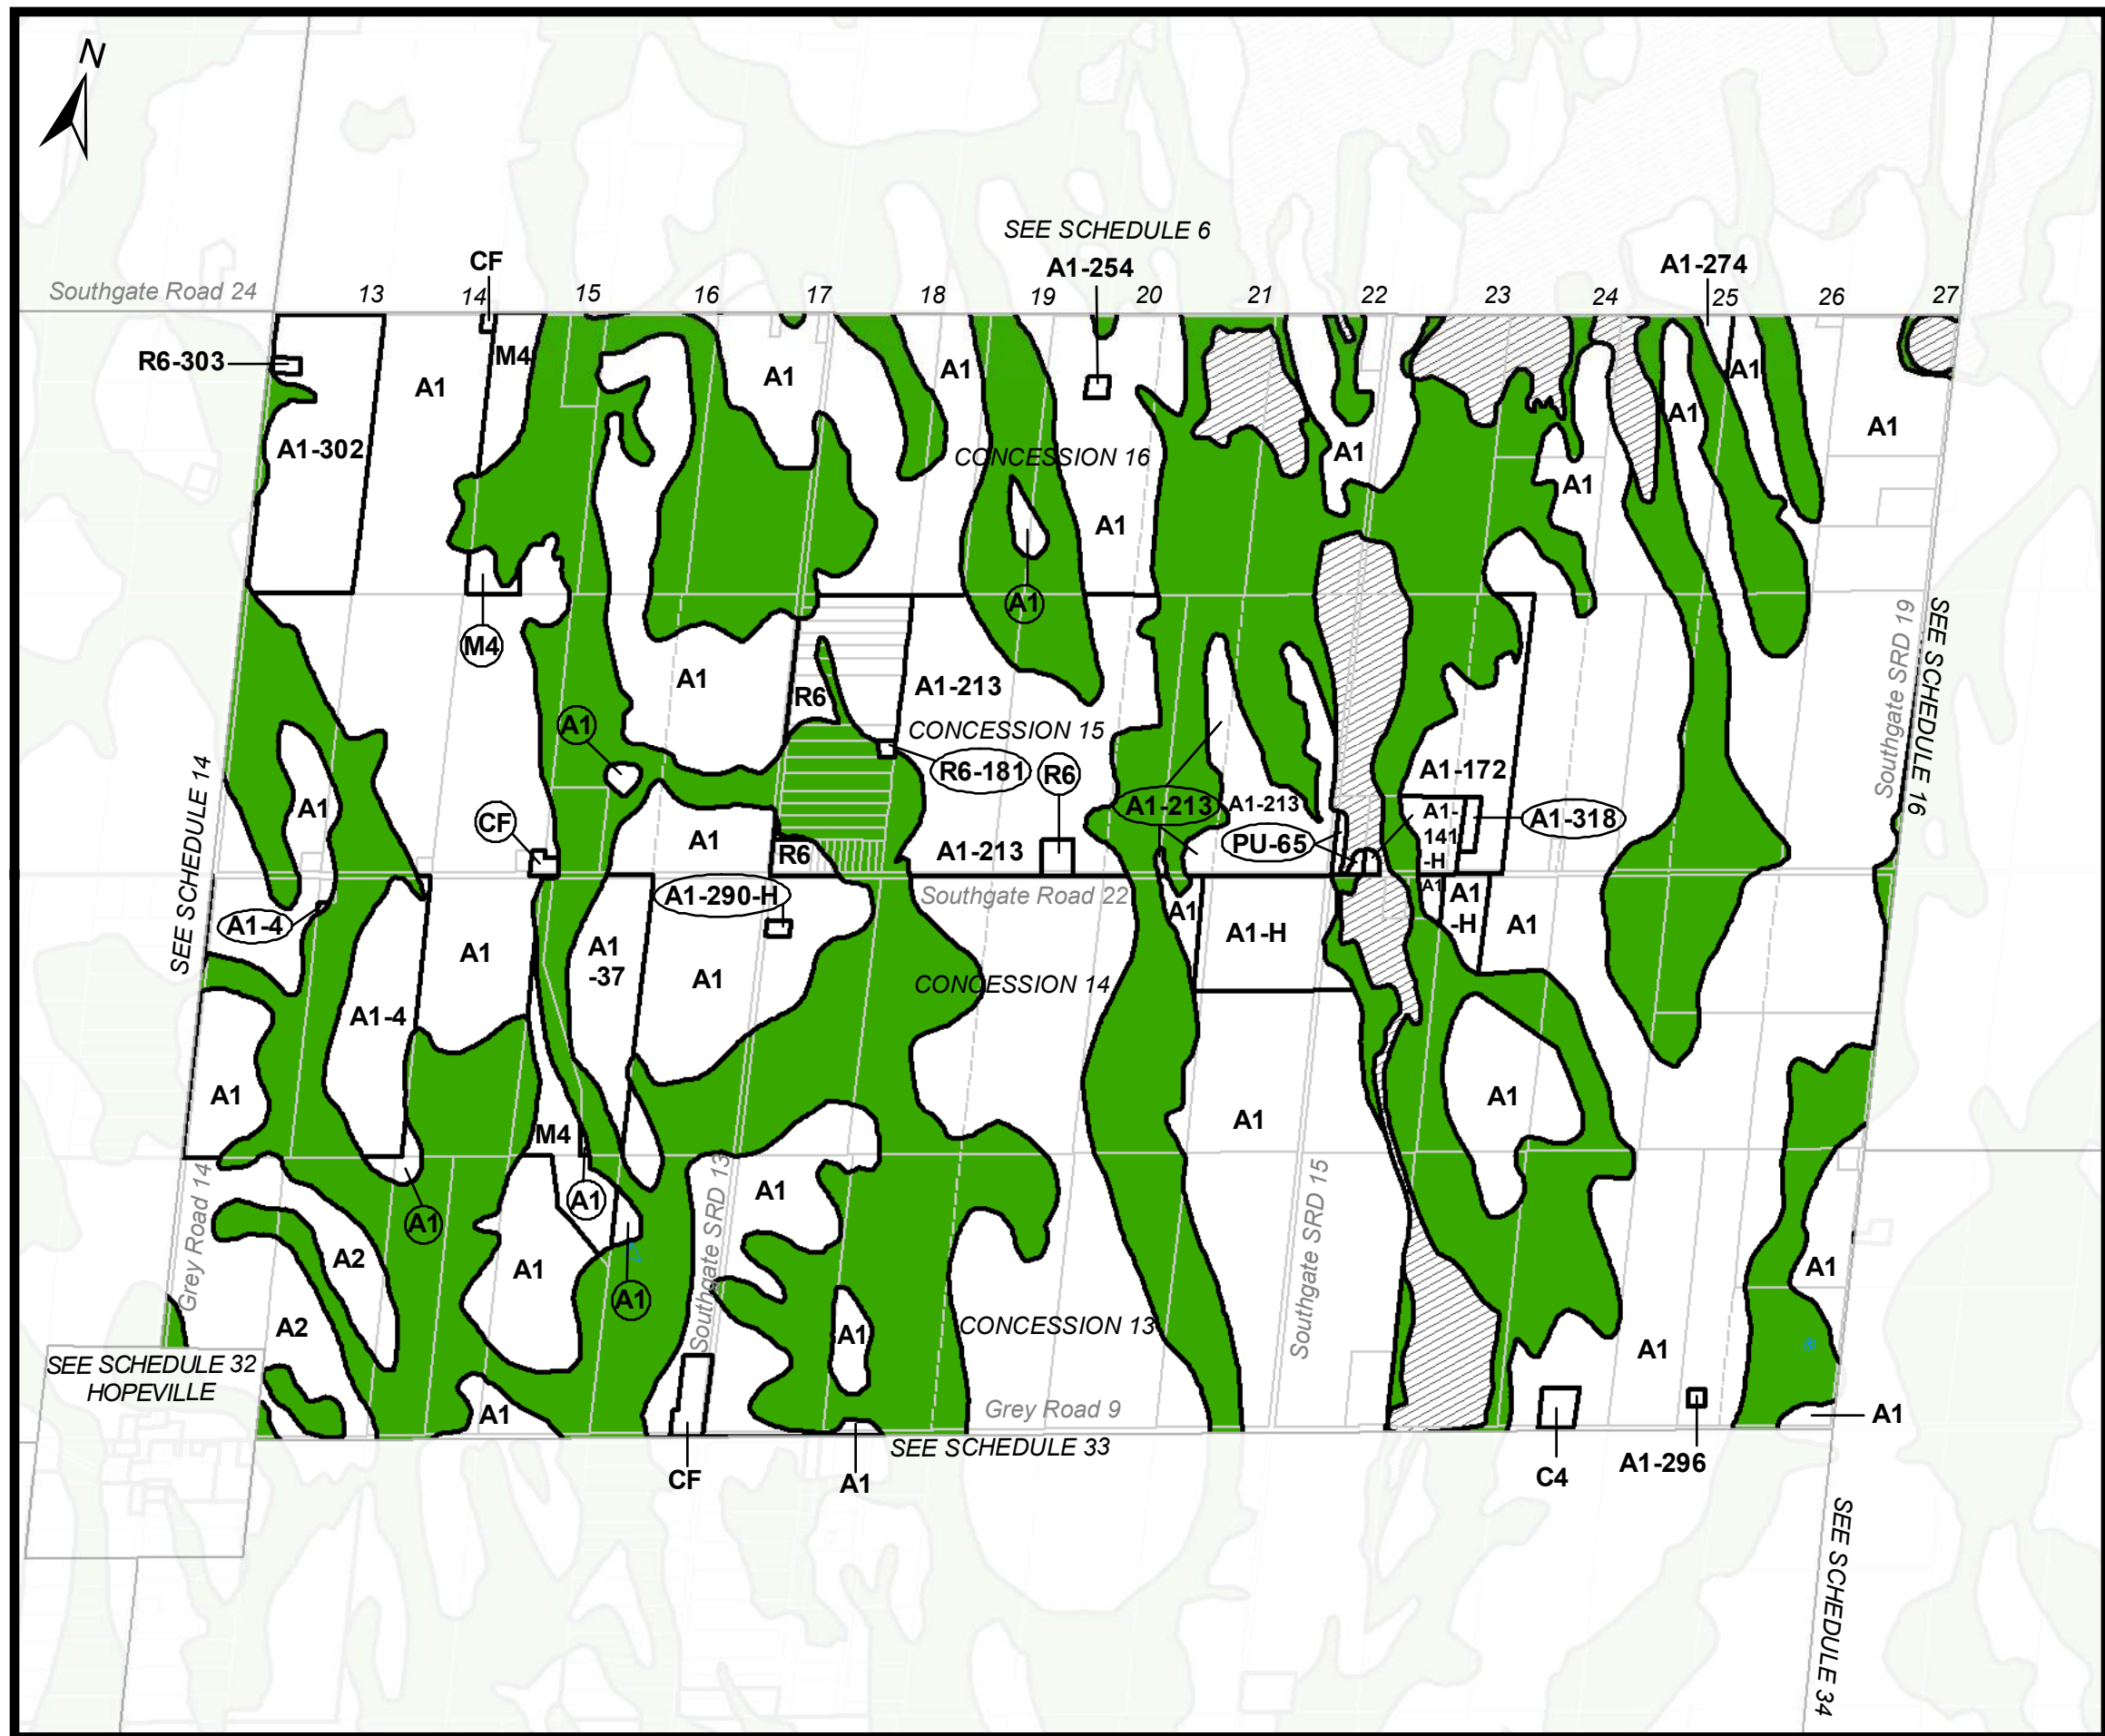 N
SEE SCHEDULE 6
CF
A1-254
A1-274
Southgate Road 24
13
14
15
16
17
18
19
20
21
22
23
24
25
26
27
R6-303
A1
M4
A1
A1
A1
A1
A1
A1-302
CONCESSION 16
A1
A1
A1
A1
M4
Southgate SRD 19
SEE SCHEDULE 16
A1
R6
A1-213
A1
CONCESSION 15
R6-181
R6
A1-172
SEE SCHEDULE 14
A1
CF
A1
R6
A1-213
A1-213
A1-213
PU-65
A1-
141
-H
A1-318
A1-290-H
Southgate Road 22
A1-4
A1
A1
-37
A1
A1
A1-H
A1
A1
-H
A1
CONCESSION 14
A1-4
A1
M4
A1
A1
Grey Road 14
A1
A1
Southgate SRD 13
A1
Southgate SRD 15
A2
A1
A1
A1
A2
A1
CONCESSION 13
A1
SEE SCHEDULE 32
HOPEVILLE
A1
Grey Road 9
A1
SEE SCHEDULE 33
CF
A1
C4
A1-296
SEE SCHEDULE 34